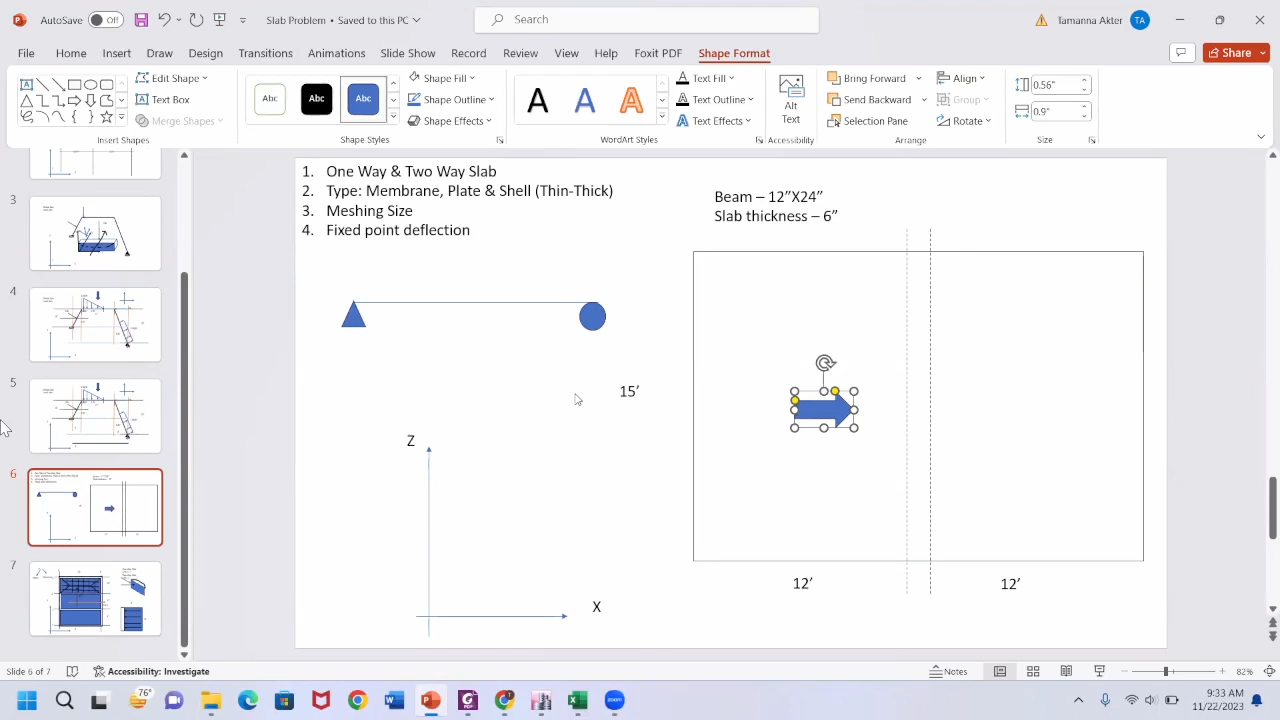 AutoSave
Off
Slab Problem • Saved to this PC
Search
Tamanna Akter
TA
File
Home
Insert
Draw
Design
Transitions
Animations
Slide Show
Record
Review
View
Help
Foxit PDF
Shape Format
Share
Edit Shape
Text Box
Merge Shapes
Insert Shapes
Abc
Abc
Abc
Shape Fill
Shape Outline
Shape Effects
Shape Styles
A
A
A
Text Fill
Text Outline
Text Effects
WordArt Styles
Alt
Text
Accessibility
Bring Forward
Send Backward
Selection Pane
Align
Group
Rotate
Arrange
0.56"
0.9"
Size
3
4
5
6
7
1. One Way & Two Way Slab
2. Type: Membrane, Plate & Shell (Thin-Thick)
3. Meshing Size
4. Fixed point deflection
Beam – 12”X24”
Slab thickness – 6”
15’
Z
X
12’
12’
Slide 6 of 7
Accessibility: Investigate
Notes
82%
76°
zoom
9:33 AM
11/22/2023